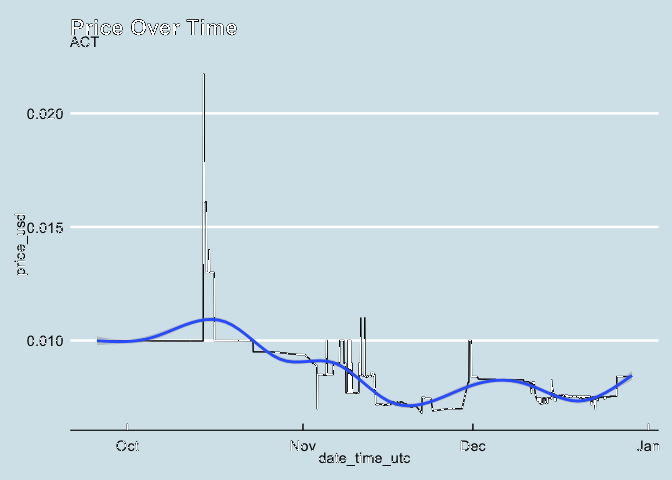 Price Over Time
ACT
0.020
0.015
0.010
price_usd
Oct Nov Dec Jan
date_time_utc